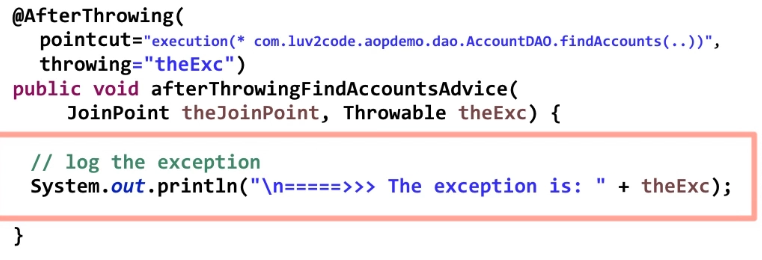 @AfterThrowing(
pointcut="execution(* com.luv2code.aopdemo.dao.AccountDAO.findAccounts(..))",
throwing="theExc")
public void afterThrowingFindAccountsAdvice(
JoinPoint theJoinPoint, Throwable theExc) {
// log the exception
System.out.println("\n=====>>> The exception is: " + theExc);
}